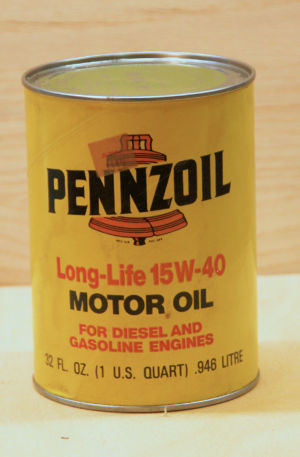 PENNZOIL
Long-Life 15W-40
MOTOR OIL
FOR DIESEL AND
GASOLINE ENGINES
32 FL. OZ. (1 U.S. QUART) .946 LITRE